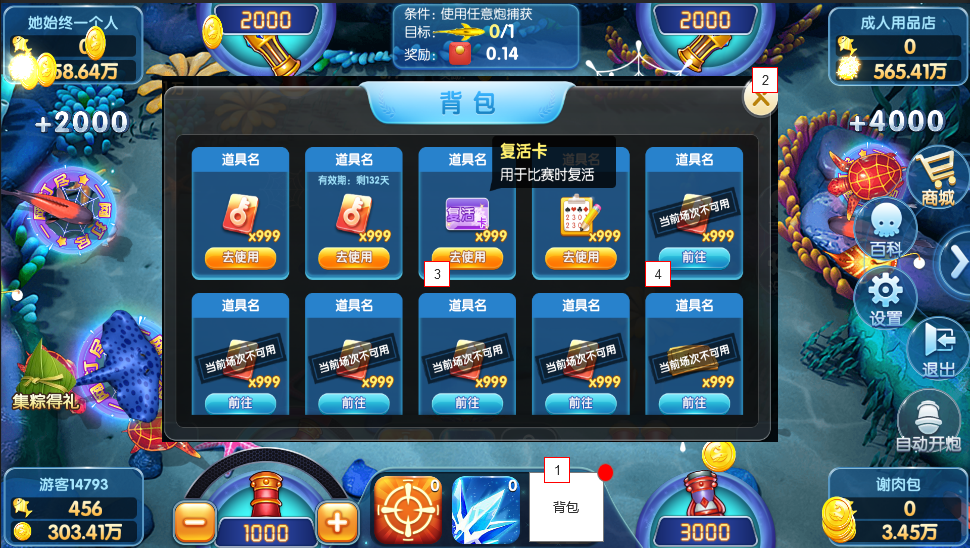 她始终一个人
0
58.64万
+2000
2000
条件: 使用任意炮捕获
目标: 0/1
奖励: 0.14
2000
成人用品店
0
565.41万
+4000
2
背包
道具名
x999
去使用
道具名
有效期: 剩132天
x999
去使用
道具名
复活卡
x999
去使用
复活卡
用于比赛时复活
道具名
x999
去使用
道具名
当前场次不可用
x999
前往
3
4
道具名
当前场次不可用
x999
前往
道具名
当前场次不可用
x999
前往
道具名
当前场次不可用
x999
前往
道具名
当前场次不可用
x999
前往
道具名
当前场次不可用
x999
前往
商城
百科
设置
退出
自动开炮
集粽得礼
游客14793
456
303.41万
1000
0
0
1
背包
3000
谢肉包
0
3.45万